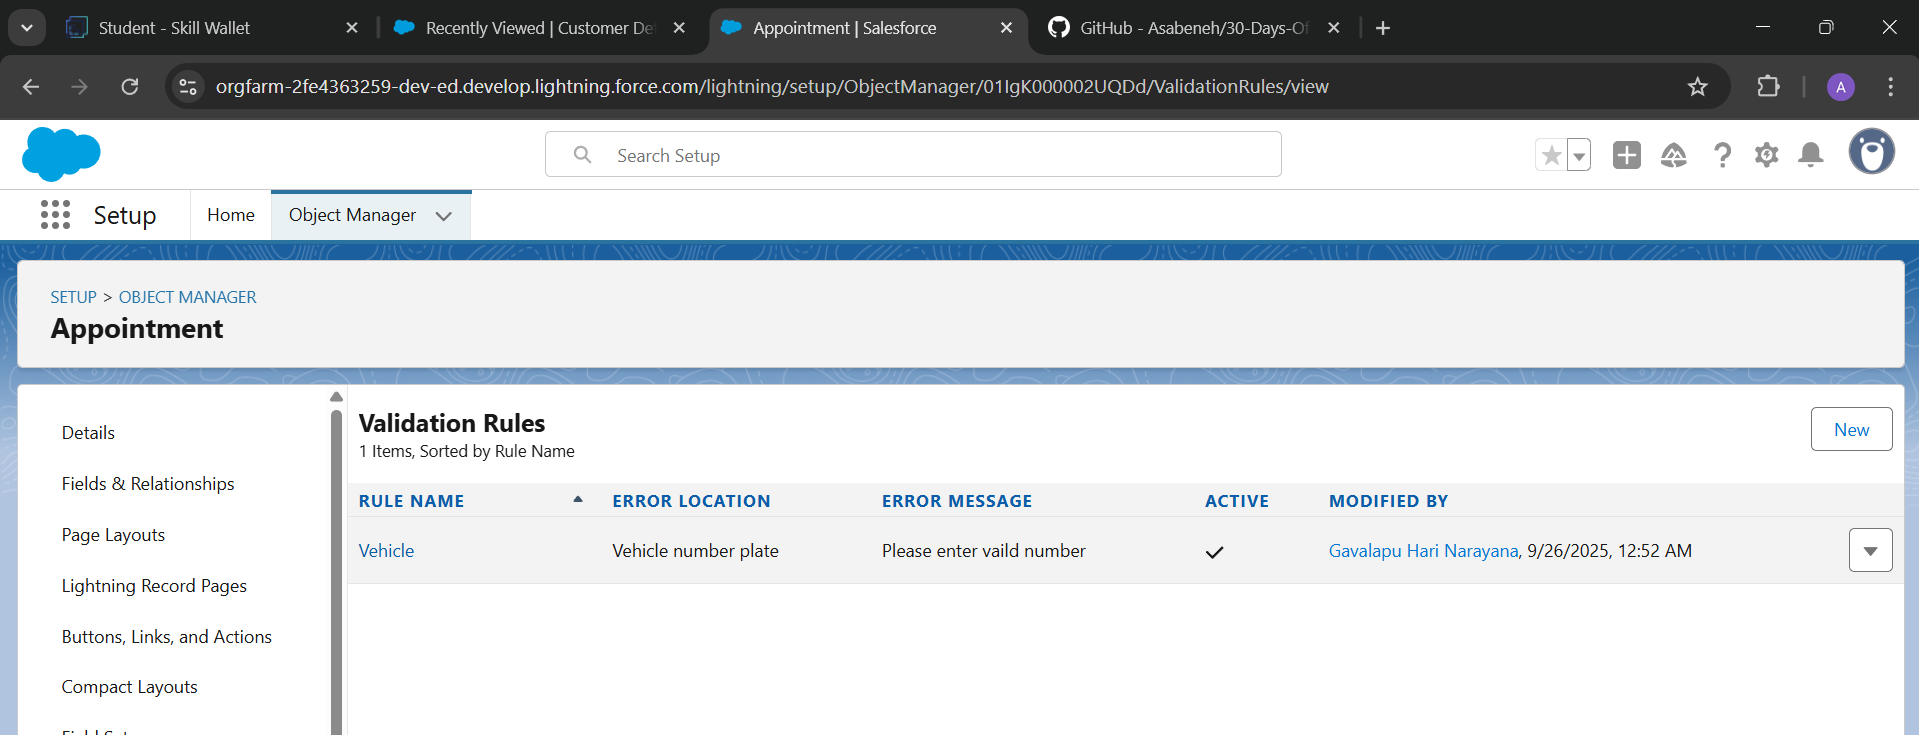 Student - Skill Wallet
Recently Viewed | Customer De
Appointment | Salesforce
GitHub - Asabeneh/30-Days-Of
orgfarm-2fe4363259-dev-ed.develop.lightning.force.com/lightning/setup/ObjectManager/01IgK000002UQDd/ValidationRules/view
A
Search Setup
Setup
Home
Object Manager
SETUP > OBJECT MANAGER
Appointment
Details
Fields & Relationships
Page Layouts
Lightning Record Pages
Buttons, Links, and Actions
Compact Layouts
Validation Rules
1 Items, Sorted by Rule Name
New
RULE NAME ERROR LOCATION ERROR MESSAGE ACTIVE MODIFIED BY
Vehicle Vehicle number plate Please enter vaild number Gavalapu Hari Narayana, 9/26/2025, 12:52 AM